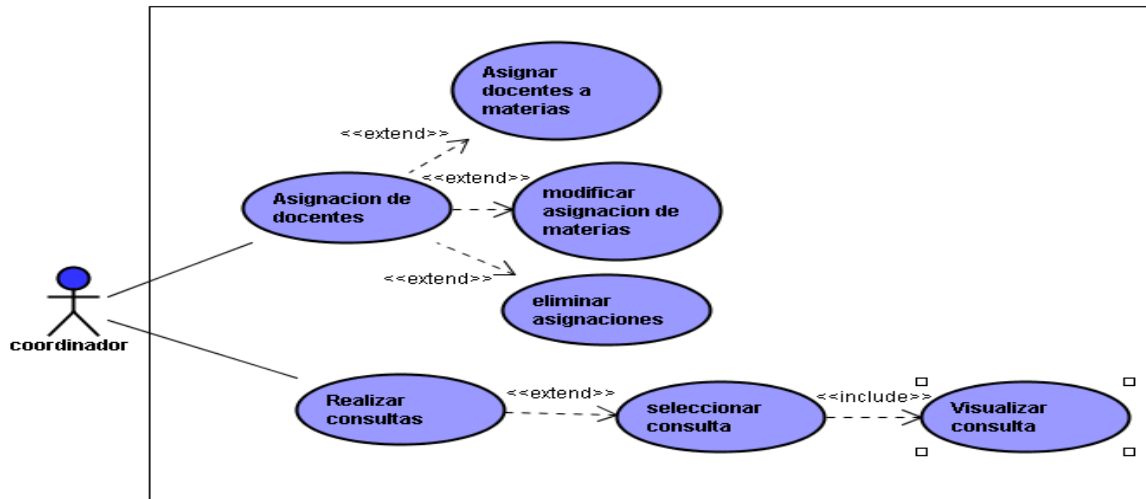 Asignar
docentes a
materias
<<extend>>
<<extend>>
Asignacion de
docentes
modificar
asignacion de
materias
<<extend>>
eliminar
asignaciones
coordinador
Realizar
consultas
<<extend>>
seleccionar
consulta
<<include>>
Visualizar
consulta